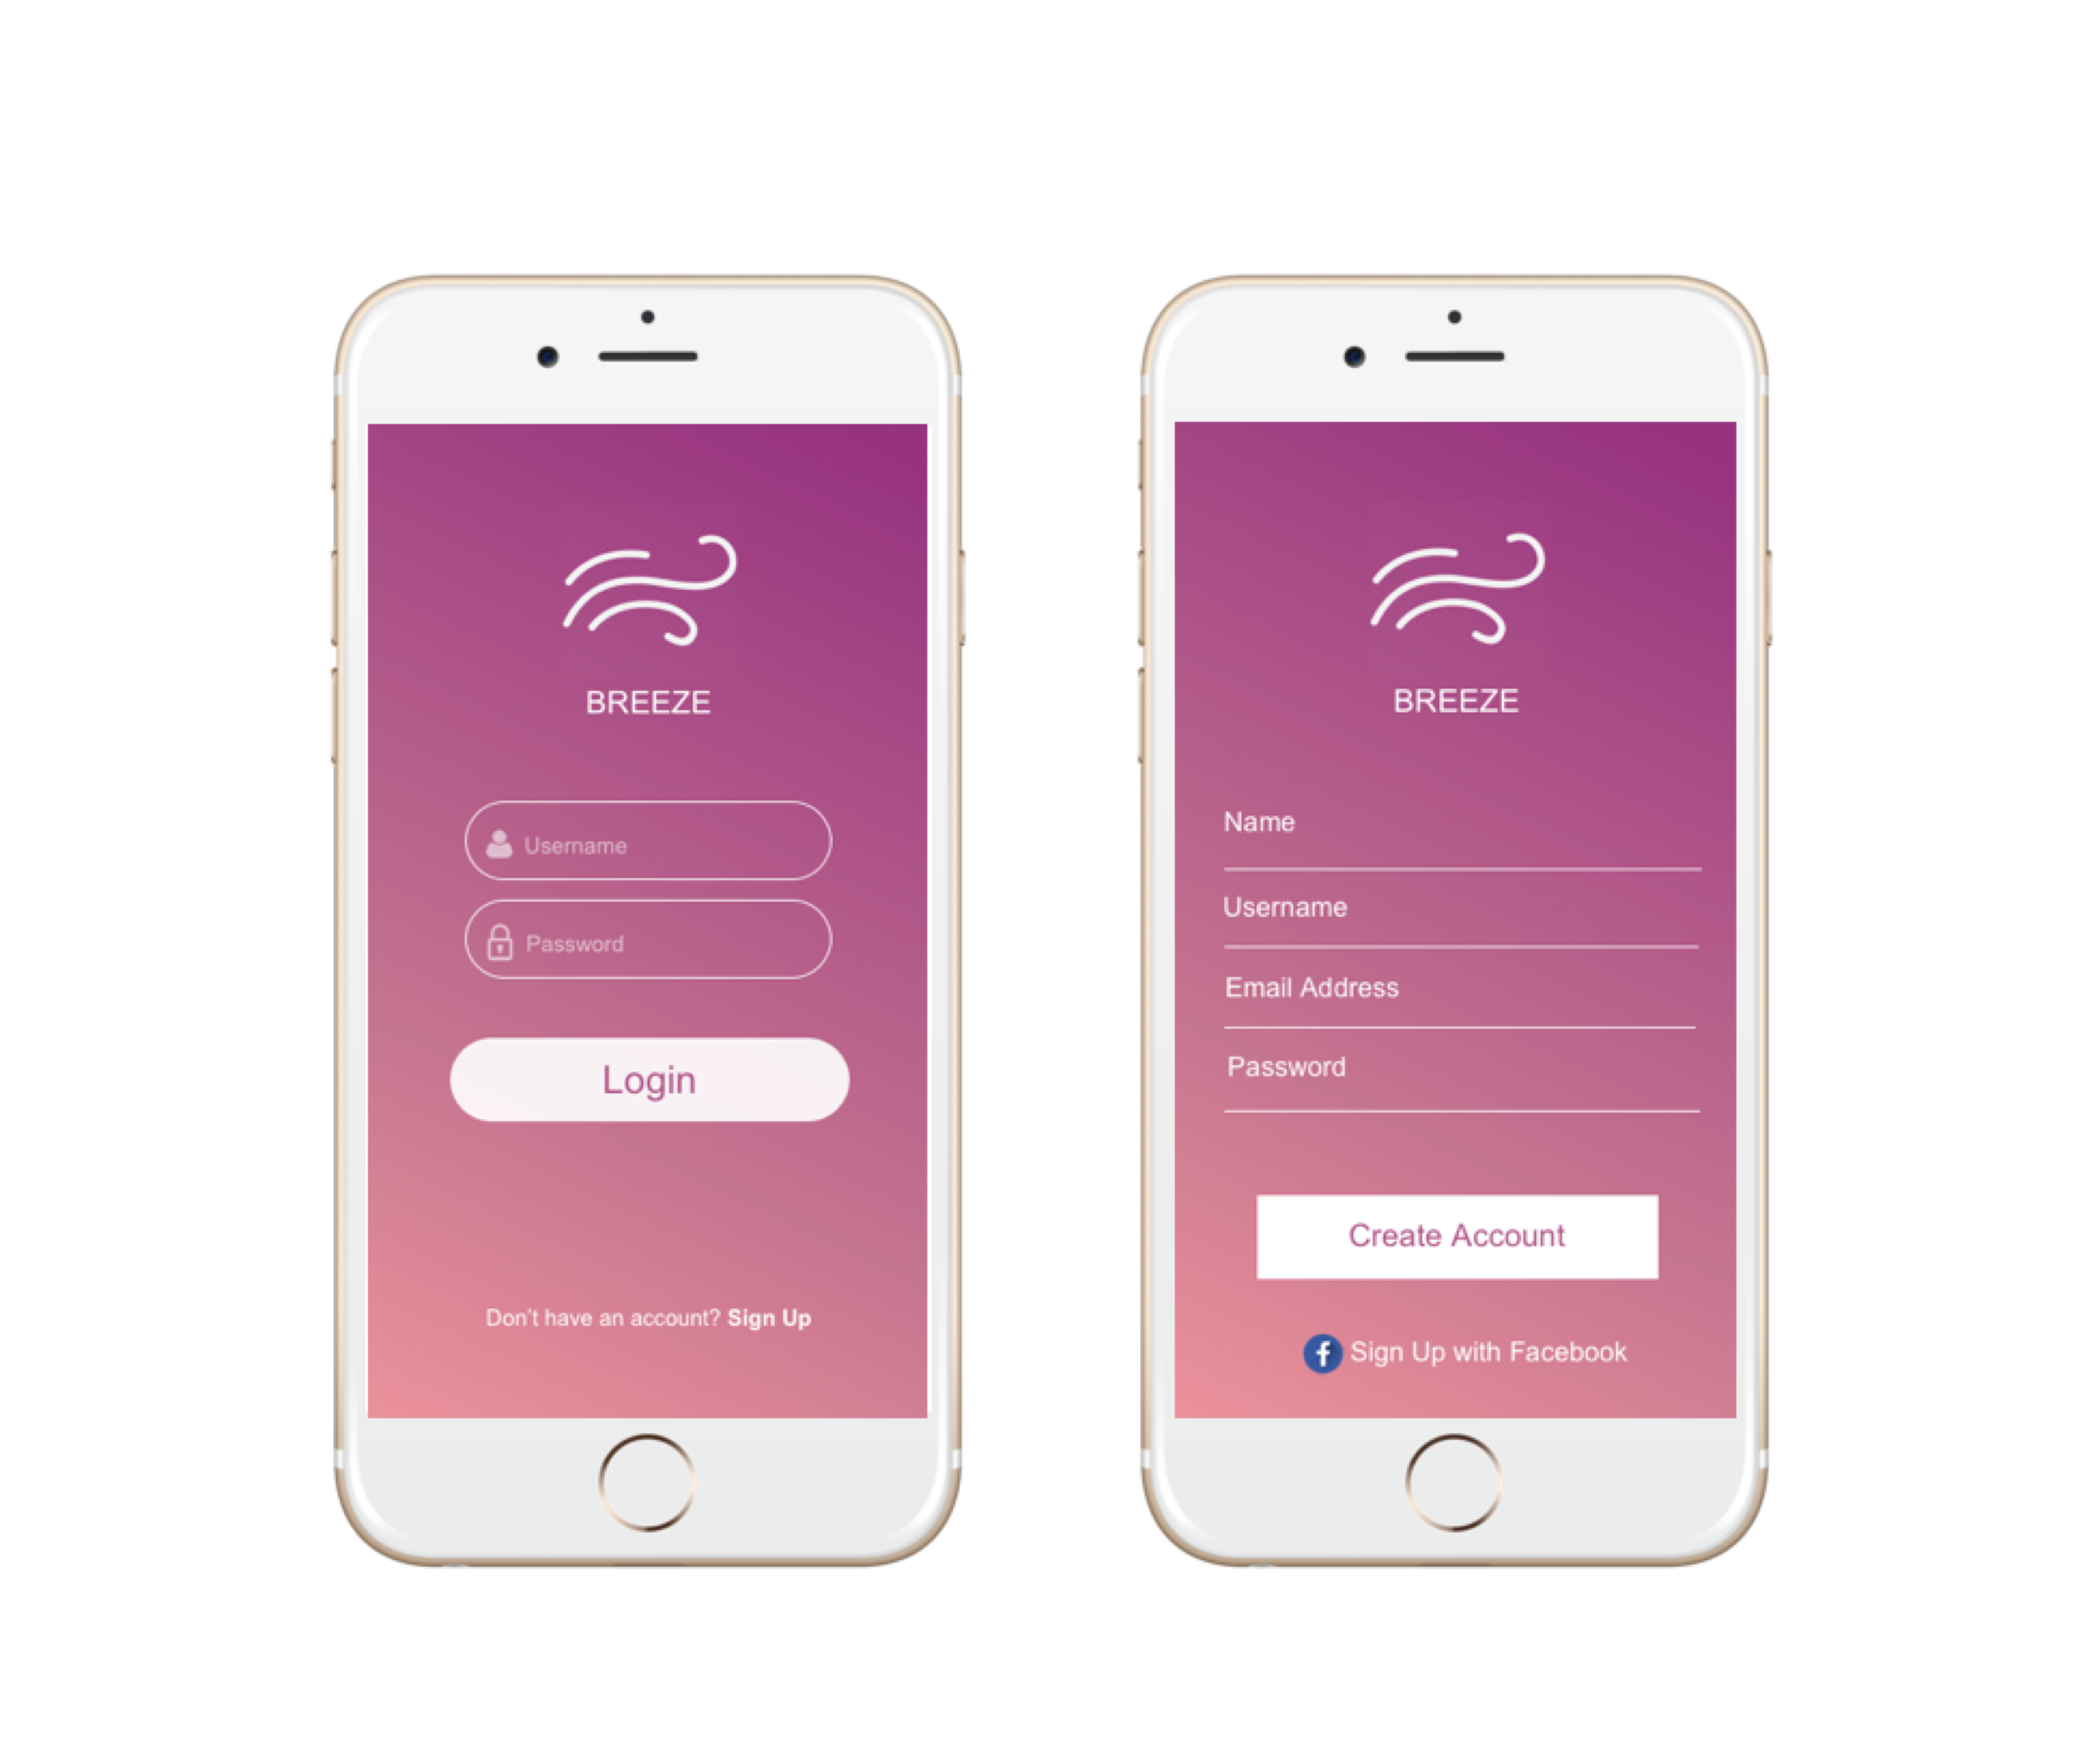 BREEZE
Username
Password
Login
Don't have an account? Sign Up
BREEZE
Name
Username
Email Address
Password
Create Account
f Sign Up with Facebook